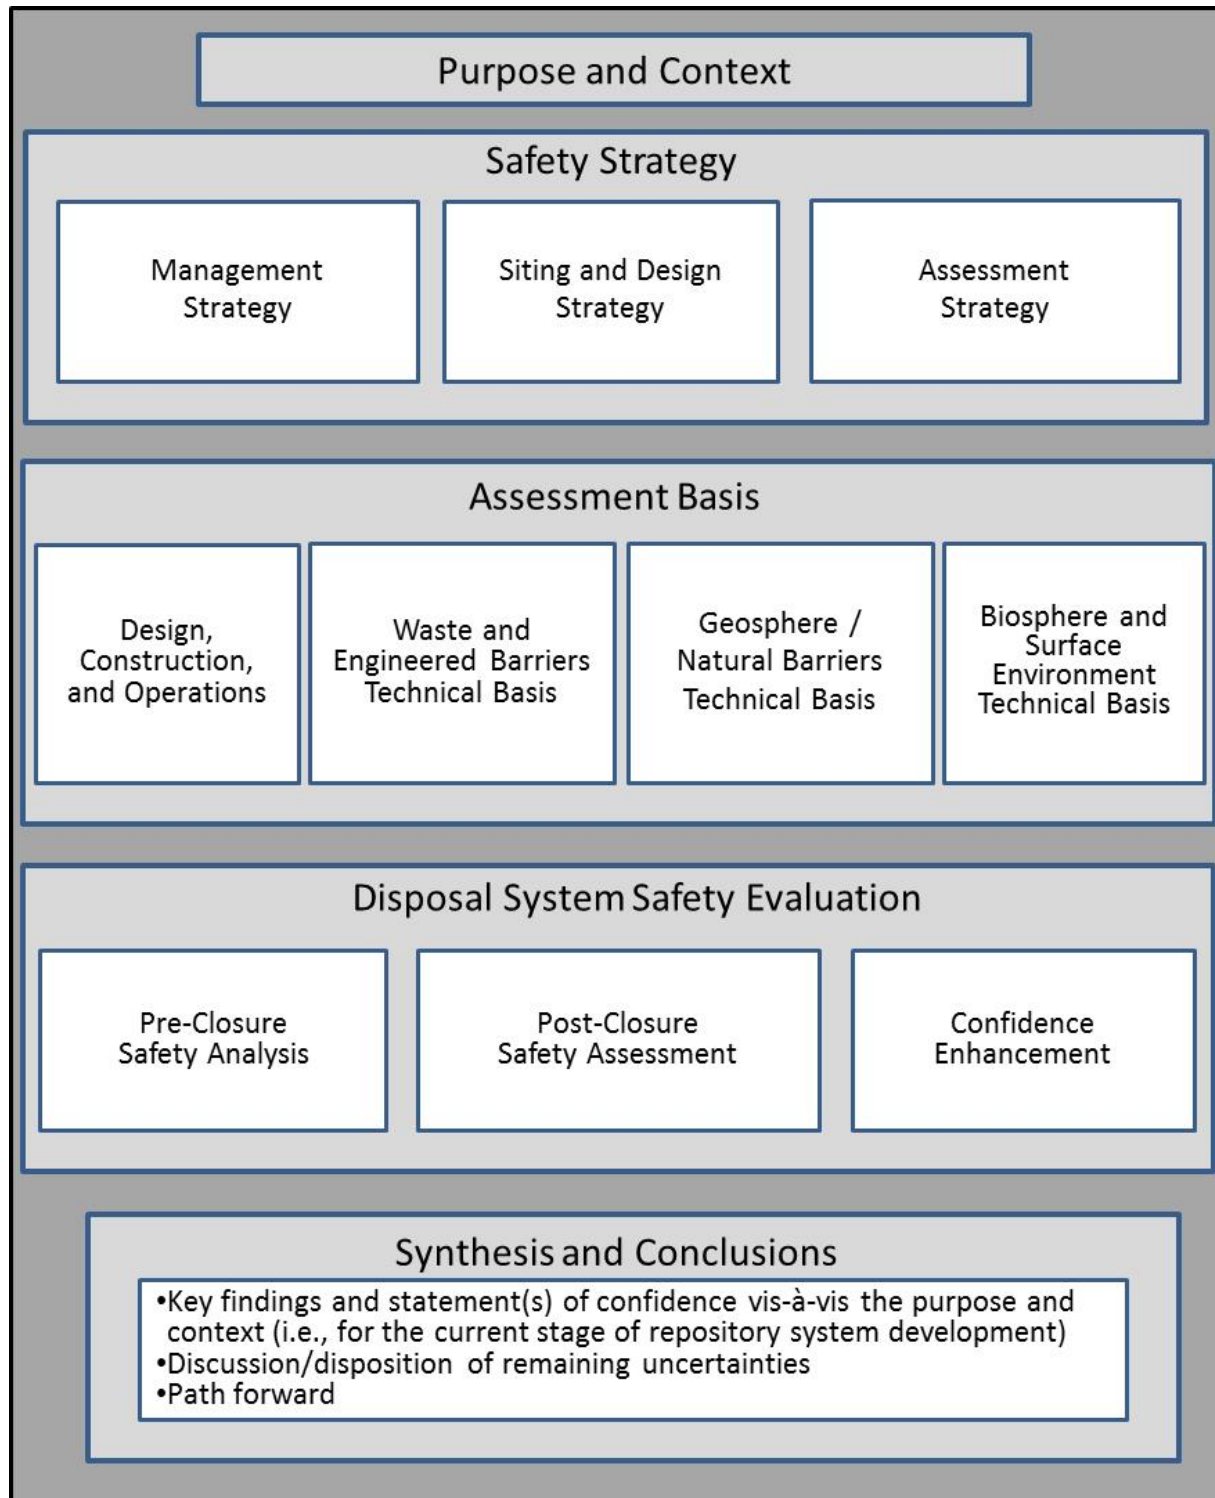 Purpose and Context
Safety Strategy
Management
Strategy
Siting and Design
Strategy
Assessment
Strategy
Assessment Basis
Design,
Construction,
and Operations
Waste and
Engineered Barriers
Technical Basis
Geosphere /
Natural Barriers
Technical Basis
Biosphere and
Surface
Environment
Technical Basis
Disposal System Safety Evaluation
Pre-Closure
Safety Analysis
Post-Closure
Safety Assessment
Confidence
Enhancement
Synthesis and Conclusions
•Key findings and statement(s) of confidence vis-à-vis the purpose and
context (i.e., for the current stage of repository system development)
•Discussion/disposition of remaining uncertainties
•Path forward